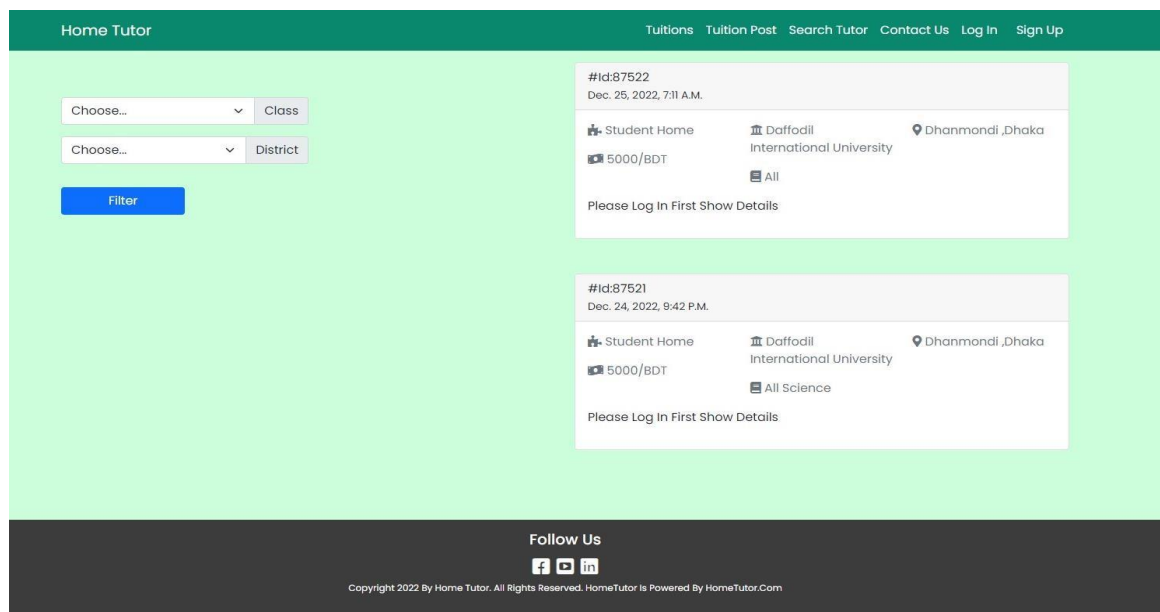 Home Tutor
Tuitions Tuition Post Search Tutor Contact Us Log In Sign Up
Choose... Class
Choose... District
Filter
#Id:87522
Dec. 25, 2022, 7:11 A.M.
Student Home
5000/BDT
Daffodil
International University
All
Dhanmondi ,Dhaka
Please Log In First Show Details
#Id:87521
Dec. 24, 2022, 9:42 P.M.
Student Home
5000/BDT
Daffodil
International University
All Science
Dhanmondi ,Dhaka
Please Log In First Show Details
Follow Us
Copyright 2022 By Home Tutor. All Rights Reserved. HomeTutor Is Powered By HomeTutor.Com